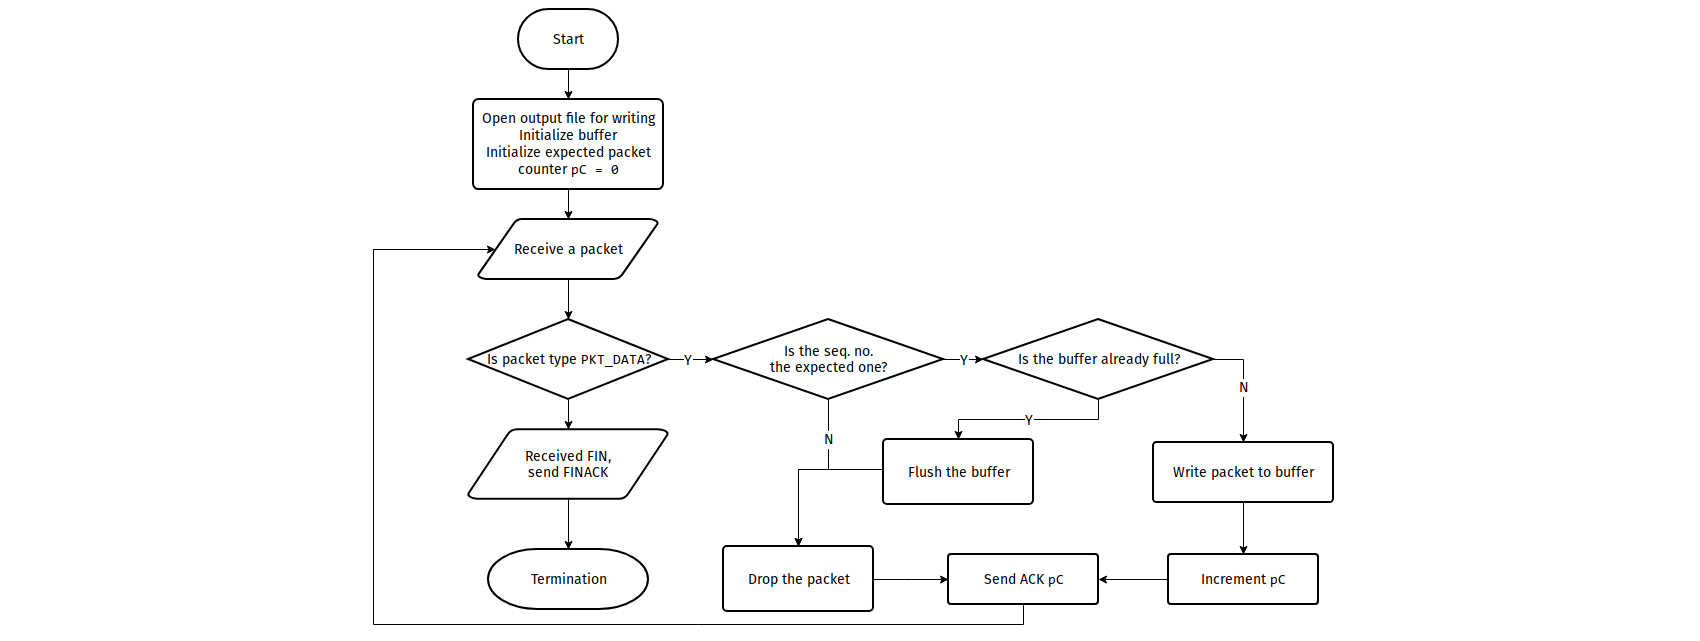 Start
Open output file for writing
Initialize buffer
Initialize expected packet
counter pC = 0
Receive a packet
Is packet type PKT_DATA?
Y
Is the seq. no.
the expected one?
Y
Is the buffer already full?
N
Y
N
Received FIN,
send FINACK
Flush the buffer
Write packet to buffer
Termination
Drop the packet
Send ACK pC
Increment pC